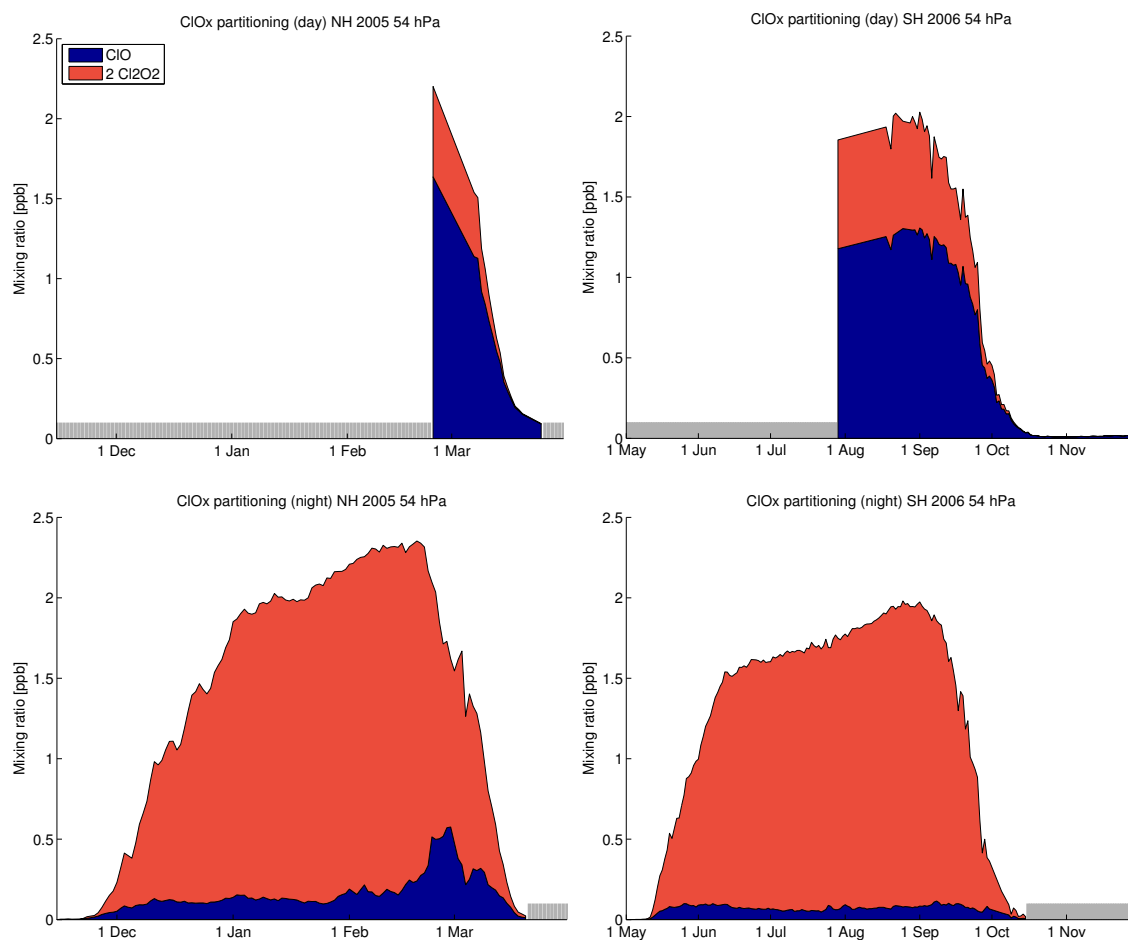 ClOx partitioning (day) NH 2005 54 hPa
2.5
2
1.5
1
0.5
0
Mixing ratio [ppb]
ClO
2 Cl2O2
1 Dec 1 Jan 1 Feb 1 Mar
ClOx partitioning (day) SH 2006 54 hPa
2.5
2
1.5
1
0.5
0
Mixing ratio [ppb]
1 May 1 Jun 1 Jul 1 Aug 1 Sep 1 Oct 1 Nov
ClOx partitioning (night) NH 2005 54 hPa
2.5
2
1.5
1
0.5
0
Mixing ratio [ppb]
1 Dec 1 Jan 1 Feb 1 Mar
ClOx partitioning (night) SH 2006 54 hPa
2.5
2
1.5
1
0.5
0
Mixing ratio [ppb]
1 May 1 Jun 1 Jul 1 Aug 1 Sep 1 Oct 1 Nov